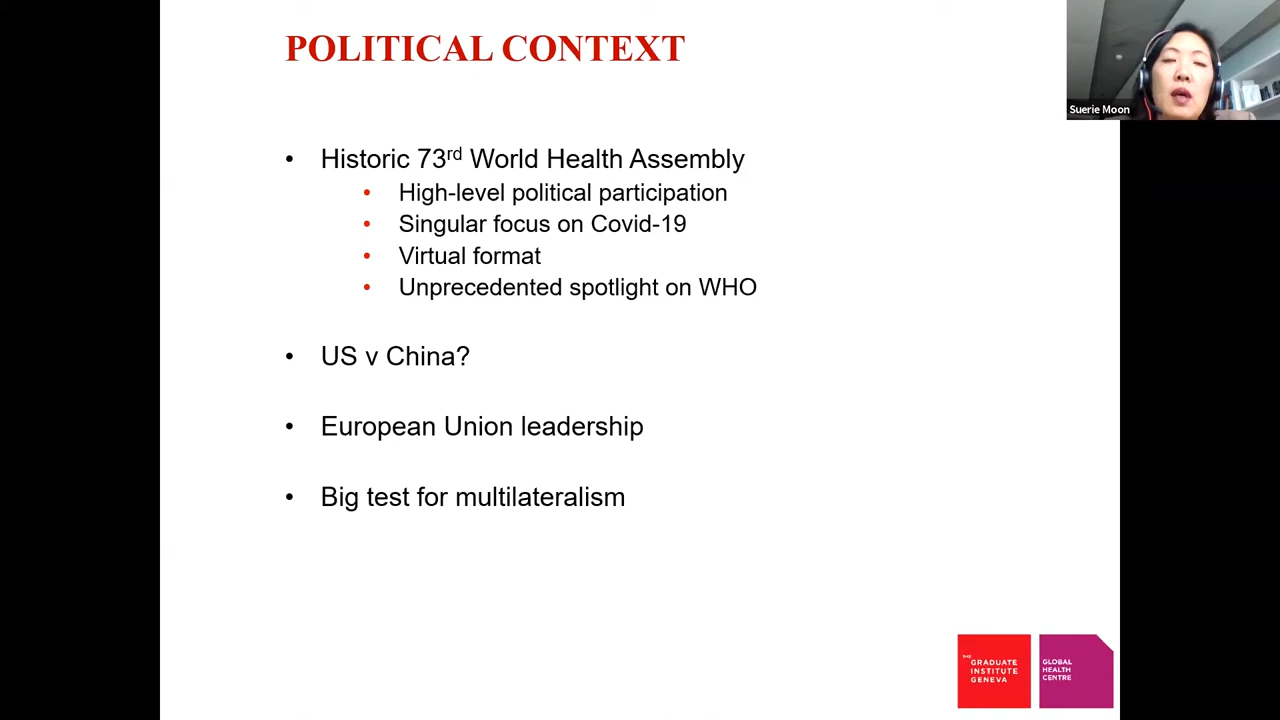 POLITICAL CONTEXT
Suerie Moon
• Historic 73rd World Health Assembly
• High-level political participation
• Singular focus on Covid-19
• Virtual format
• Unprecedented spotlight on WHO
• US v China?
• European Union leadership
• Big test for multilateralism
THE GRADUATE
INSTITUTE
GENEVA
GLOBAL
HEALTH
CENTRE